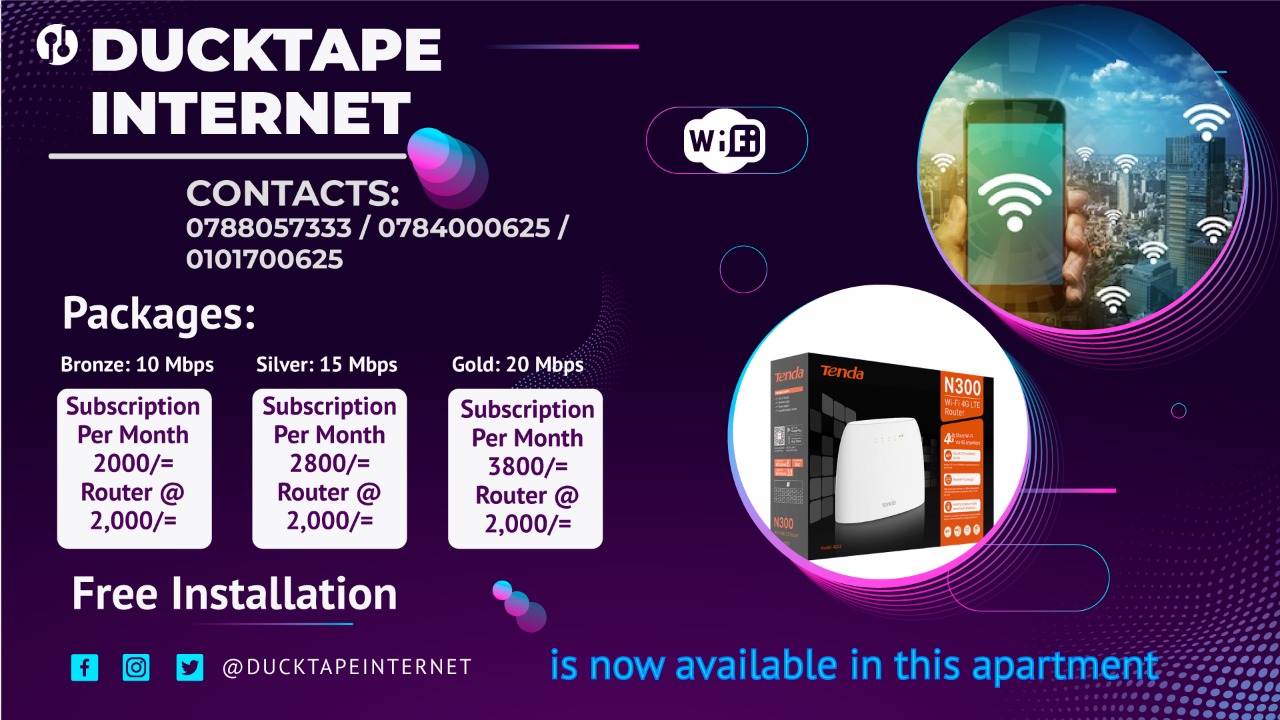 DUCKTAPE
INTERNET
CONTACTS:
0788057333 / 0784000625 /
0101700625
WiFi
Packages:
Bronze: 10 Mbps
Subscription
Per Month
2000/=
Router @
2,000/=
Silver: 15 Mbps
Subscription
Per Month
2800/=
Router @
2,000/=
Gold: 20 Mbps
Subscription
Per Month
3800/=
Router @
2,000/=
Free Installation
@DUCKTAPEINTERNET
Tenda
Tenda
N300
Wi-Fi 4G LTE
Router
N300
Tenda
is now available in this apartment